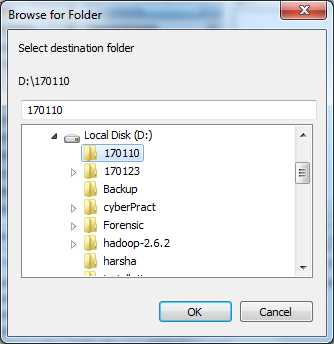 Browse for Folder
Select destination folder
D:\170110
170110
Local Disk (D:)
170110
170123
Backup
cyberPract
Forensic
hadoop-2.6.2
harsha
OK
Cancel